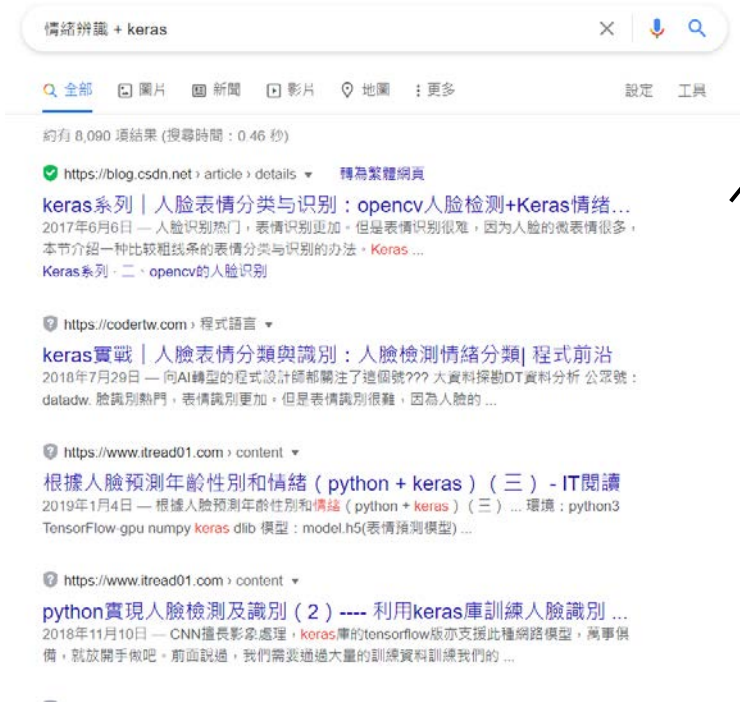 情緒辨識 + keras
全部 圖片 新聞 影片 地圖 更多 設定 工具
約有 8,090 項結果 (搜尋時間：0.46 秒)
https://blog.csdn.net › article › details 轉為繁體網頁
keras系列｜人脸表情分类与识别：opencv人脸检测+Keras情绪...
2017年6月6日 — 人脸识别热门，表情识别更加。但是表情识别很难，因为人脸的微表情很多，
本节介绍一种比较粗线条的表情分类与识别的办法。Keras ...
Keras系列 · 二、opencv的人脸识别
https://codertw.com › 程式語言
keras實戰｜人臉表情分類與識別：人臉檢測情緒分類| 程式前沿
2018年7月29日 — 向AI轉型的程式設計師都關注了這個號??? 大資料探勘DT資料分析 公眾號：
datadw. 臉識別熱門，表情識別更加。但是表情識別很難，因為人臉的 ...
https://www.itread01.com › content
根據人臉預測年齡性別和情緒（python + keras）（三） - IT閱讀
2019年1月4日 — 根據人臉預測年齡性別和情緒（python + keras）（三） ... 環境：python3
TensorFlow-gpu numpy keras dlib 模型：model.h5(表情預測模型) ...
https://www.itread01.com › content
python實現人臉檢測及識別（2）---- 利用keras庫訓練人臉識別 ...
2018年11月10日 — CNN擅長影象處理，keras庫的tensorflow版亦支援此種網路模型，萬事俱
備，就放開手做吧。前面說過，我們需要通過大量的訓練資料訓練我們的 ...